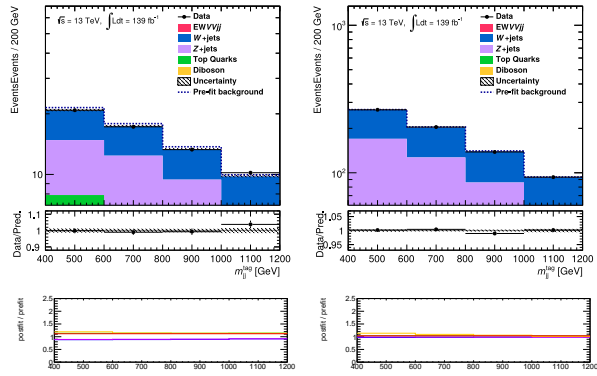 √s = 13 TeV, ∫Ldt = 139 fb⁻¹
Data
EWVVjj
W+jets
Z+jets
Top Quarks
Diboson
Uncertainty
Pre-fit background
EventsEvents / 200 GeV
10
Data/Pred.
1.1
1
0.9
400 500 600 700 800 900 1000 1100 1200
m_jj^tag [GeV]
√s = 13 TeV, ∫Ldt = 139 fb⁻¹
Data
EWVVjj
W+jets
Z+jets
Top Quarks
Diboson
Uncertainty
Pre-fit background
EventsEvents / 200 GeV
10³
10²
Data/Pred.
1.05
1
0.95
400 500 600 700 800 900 1000 1100 1200
m_jj^tag [GeV]
postfit / prefit
2.5
2
1.5
1
0.5
0
400 500 600 700 800 900 1000 1100 1200
postfit / prefit
2.5
2
1.5
1
0.5
0
400 500 600 700 800 900 1000 1100 1200